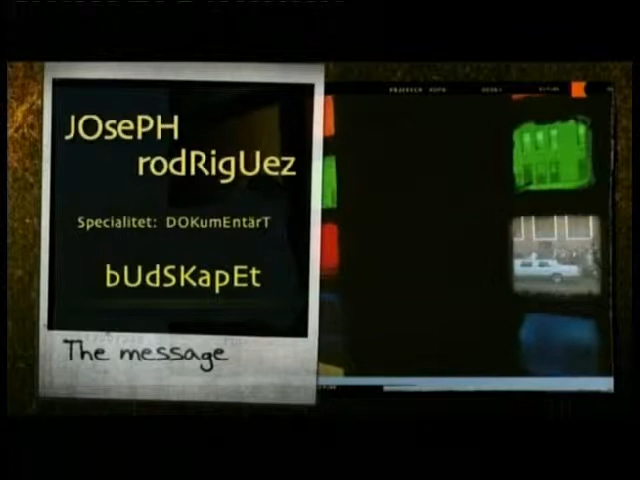 JOsePH
rodRigUez
Specialitet: DOKumEntärT
bUdSKapEt
The message